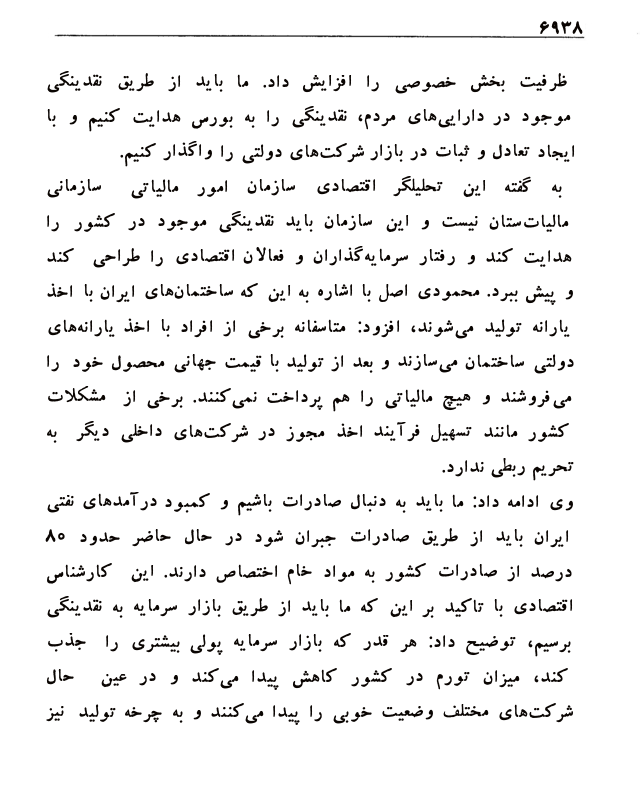 ۶۹۳۸
ظرفیت بخش خصوصی را افزایش داد. ما باید از طریق نقدینگی
موجود در دارایی‌های مردم، نقدینگی را به بورس هدایت کنیم و با
ایجاد تعادل و ثبات در بازار شرکت‌های دولتی را واگذار کنیم.
به گفته این تحلیلگر اقتصادی سازمان امور مالیاتی سازمانی
مالیات‌ستان نیست و این سازمان باید نقدینگی موجود در کشور را
هدایت کند و رفتار سرمایه‌گذاران و فعالان اقتصادی را طراحی کند
و پیش ببرد. محمودی اصل با اشاره به این که ساختمان‌های ایران با اخذ
یارانه تولید می‌شوند، افزود: متاسفانه برخی از افراد با اخذ یارانه‌های
دولتی ساختمان می‌سازند و بعد از تولید با قیمت جهانی محصول خود را
می‌فروشند و هیچ مالیاتی را هم پرداخت نمی‌کنند. برخی از مشکلات
کشور مانند تسهیل فرآیند اخذ مجوز در شرکت‌های داخلی دیگر به
تحریم ربطی ندارد.
وی ادامه داد: ما باید به دنبال صادرات باشیم و کمبود درآمدهای نفتی
ایران باید از طریق صادرات جبران شود در حال حاضر حدود ۸۰
درصد از صادرات کشور به مواد خام اختصاص دارند. این کارشناس
اقتصادی با تاکید بر این که ما باید از طریق بازار سرمایه به نقدینگی
برسیم، توضیح داد: هر قدر که بازار سرمایه پولی بیشتری را جذب
کند، میزان تورم در کشور کاهش پیدا می‌کند و در عین حال
شرکت‌های مختلف وضعیت خوبی را پیدا می‌کنند و به چرخه تولید نیز